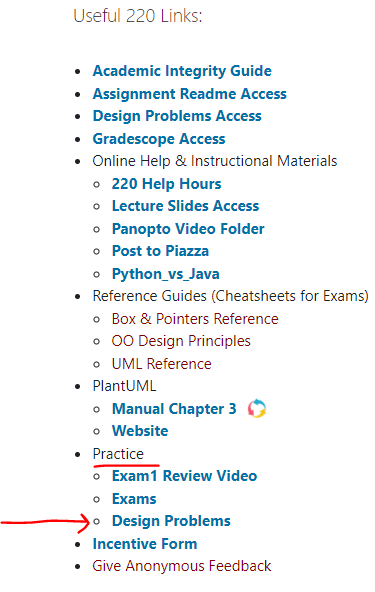 Useful 220 Links:
Academic Integrity Guide
Assignment Readme Access
Design Problems Access
Gradescope Access
Online Help & Instructional Materials
220 Help Hours
Lecture Slides Access
Panopto Video Folder
Post to Piazza
Python_vs_Java
Reference Guides (Cheatsheets for Exams)
Box & Pointers Reference
OO Design Principles
UML Reference
PlantUML
Manual Chapter 3
Website
Practice
Exam1 Review Video
Exams
Design Problems
Incentive Form
Give Anonymous Feedback